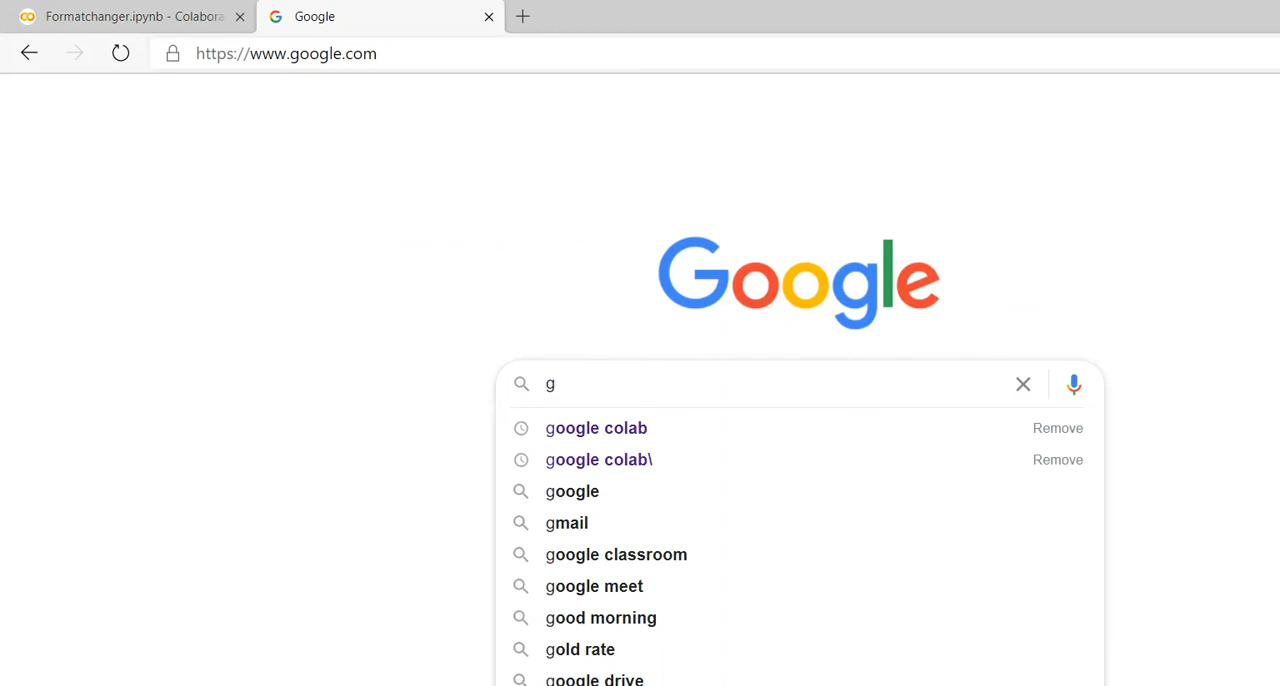 Formatchanger.ipynb - Colabora
Google
https://www.google.com
Google
g
google colab Remove
google colab\ Remove
google
gmail
google classroom
google meet
good morning
gold rate
google drive